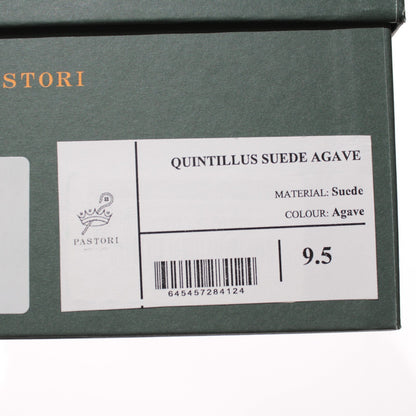 STORI
QUINTILLUS SUEDE AGAVE
MATERIAL: Suede
COLOUR: Agave
PASTORI
9.5
645457284124